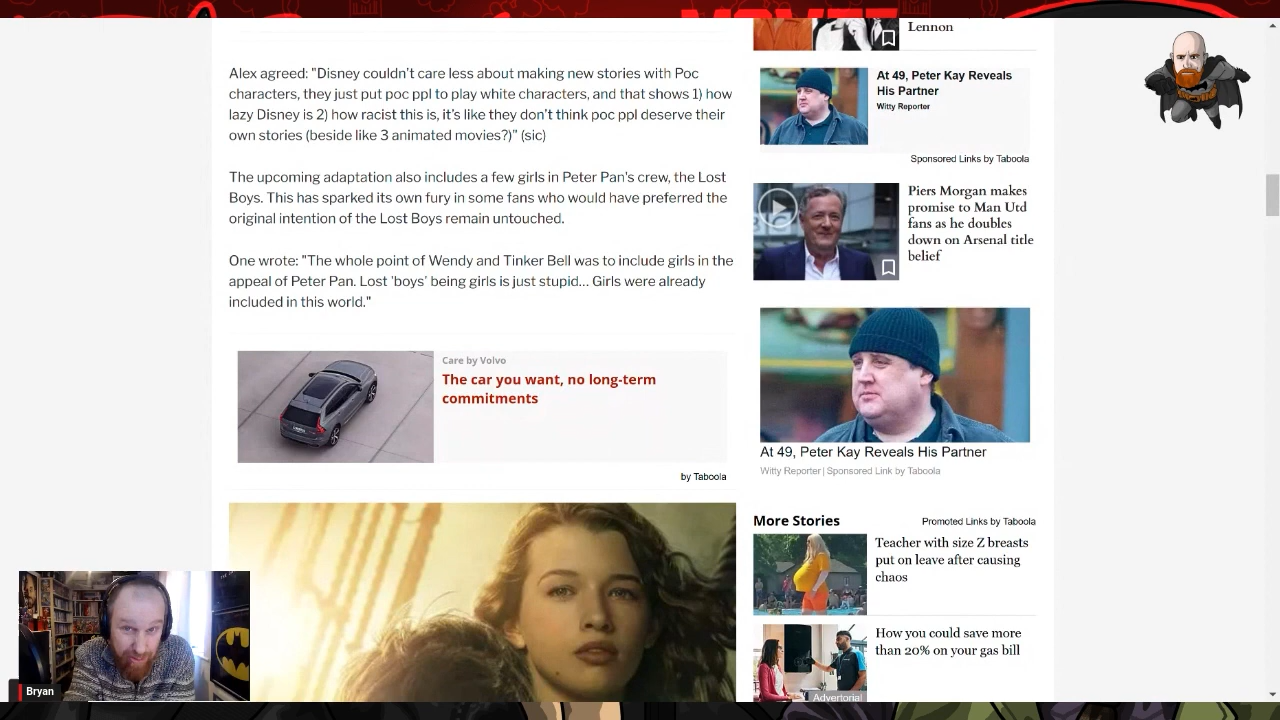 Alex agreed: "Disney couldn't care less about making new stories with Poc
characters, they just put poc ppl to play white characters, and that shows 1) how
lazy Disney is 2) how racist this is, it's like they don't think poc ppl deserve their
own stories (beside like 3 animated movies?)" (sic)
The upcoming adaptation also includes a few girls in Peter Pan's crew, the Lost
Boys. This has sparked its own fury in some fans who would have preferred the
original intention of the Lost Boys remain untouched.
One wrote: "The whole point of Wendy and Tinker Bell was to include girls in the
appeal of Peter Pan. Lost 'boys' being girls is just stupid... Girls were already
included in this world."
Care by Volvo
The car you want, no long-term
commitments
by Taboola
Bryan
Lennon
At 49, Peter Kay Reveals
His Partner
Witty Reporter
Sponsored Links by Taboola
Piers Morgan makes
promise to Man Utd
fans as he doubles
down on Arsenal title
belief
At 49, Peter Kay Reveals His Partner
Witty Reporter | Sponsored Link by Taboola
More Stories
Promoted Links by Taboola
Teacher with size Z breasts
put on leave after causing
chaos
How you could save more
than 20% on your gas bill
Advertorial